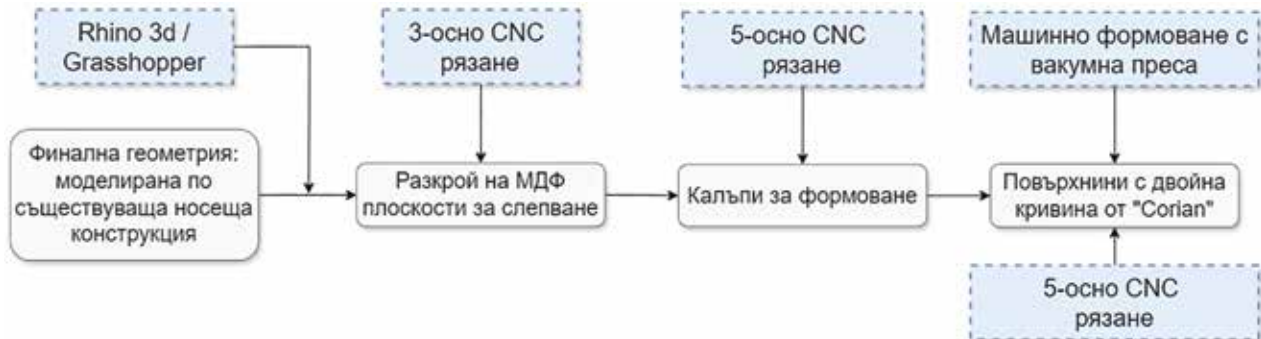 Rhino 3d /
Grasshopper
3-осно CNC
рязане
5-осно CNC
рязане
Машинно формоване с
вакумна преса
Финална геометрия:
моделирана по
съществуваща носеща
конструкция
Разкрой на МДФ
плоскости за слепване
Калъпи за формоване
Повърхнини с двойна
кривина от "Corian"
5-осно CNC
рязане